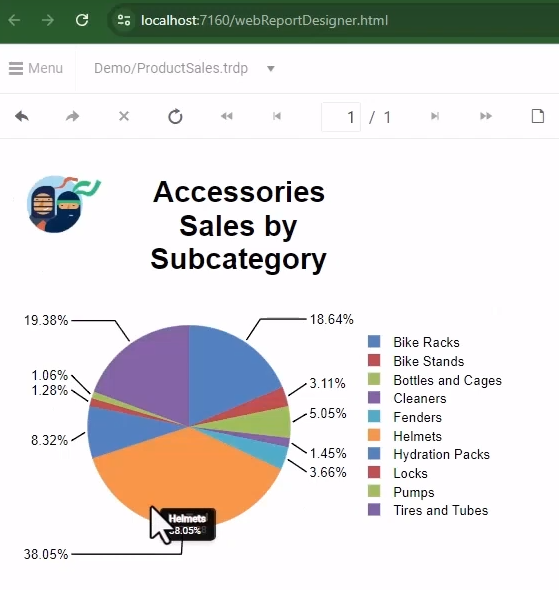 localhost:7160/webReportDesigner.html
Menu
Demo/ProductSales.trdp
1 / 1
Accessories
Sales by
Subcategory
19.38%
18.64%
1.06%
1.28%
3.11%
5.05%
8.32%
1.45%
3.66%
38.05%
Bike Racks
Bike Stands
Bottles and Cages
Cleaners
Fenders
Helmets
Hydration Packs
Locks
Pumps
Tires and Tubes
Helmets
38.05%